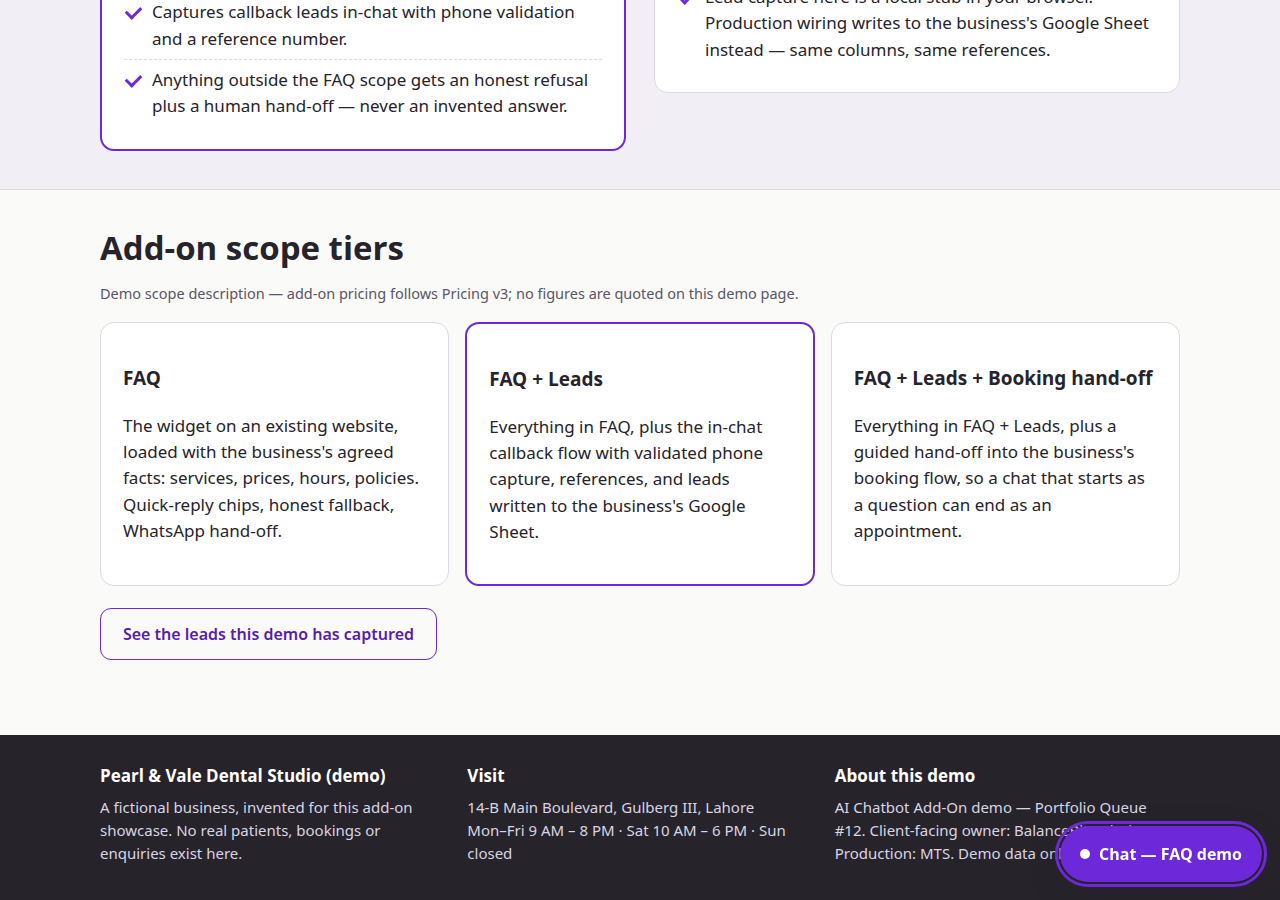 Captures callback leads in-chat with phone validation
and a reference number.
Anything outside the FAQ scope gets an honest refusal
plus a human hand-off — never an invented answer.
Production wiring writes to the business's Google Sheet
instead — same columns, same references.
Add-on scope tiers
Demo scope description — add-on pricing follows Pricing v3; no figures are quoted on this demo page.
FAQ
The widget on an existing website,
loaded with the business's agreed
facts: services, prices, hours, policies.
Quick-reply chips, honest fallback,
WhatsApp hand-off.
FAQ + Leads
Everything in FAQ, plus the in-chat
callback flow with validated phone
capture, references, and leads
written to the business's Google
Sheet.
FAQ + Leads + Booking hand-off
Everything in FAQ + Leads, plus a
guided hand-off into the business's
booking flow, so a chat that starts as
a question can end as an
appointment.
See the leads this demo has captured
Pearl & Vale Dental Studio (demo)
A fictional business, invented for this add-on
showcase. No real patients, bookings or
enquiries exist here.
Visit
14-B Main Boulevard, Gulberg III, Lahore
Mon–Fri 9 AM – 8 PM · Sat 10 AM – 6 PM · Sun
closed
About this demo
AI Chatbot Add-On demo — Portfolio Queue
#12. Client-facing owner:
Production: MTS. Demo data
Chat — FAQ demo